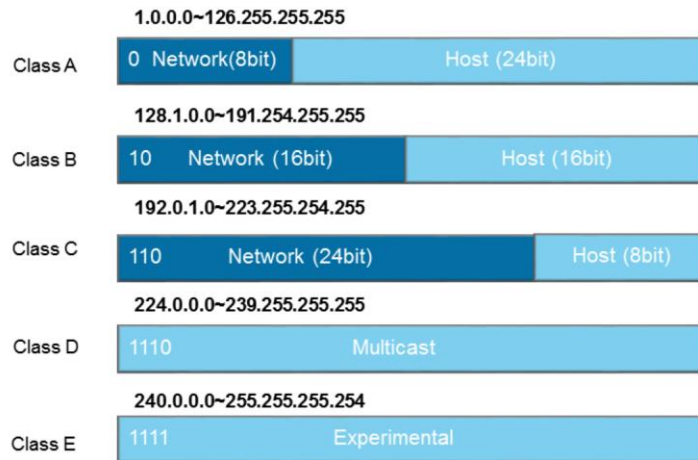 1.0.0.0~126.255.255.255
Class A 0 Network(8bit) Host (24bit)
128.1.0.0~191.254.255.255
Class B 10 Network (16bit) Host (16bit)
192.0.1.0~223.255.254.255
Class C 110 Network (24bit) Host (8bit)
224.0.0.0~239.255.255.255
Class D 1110 Multicast
240.0.0.0~255.255.255.254
Class E 1111 Experimental